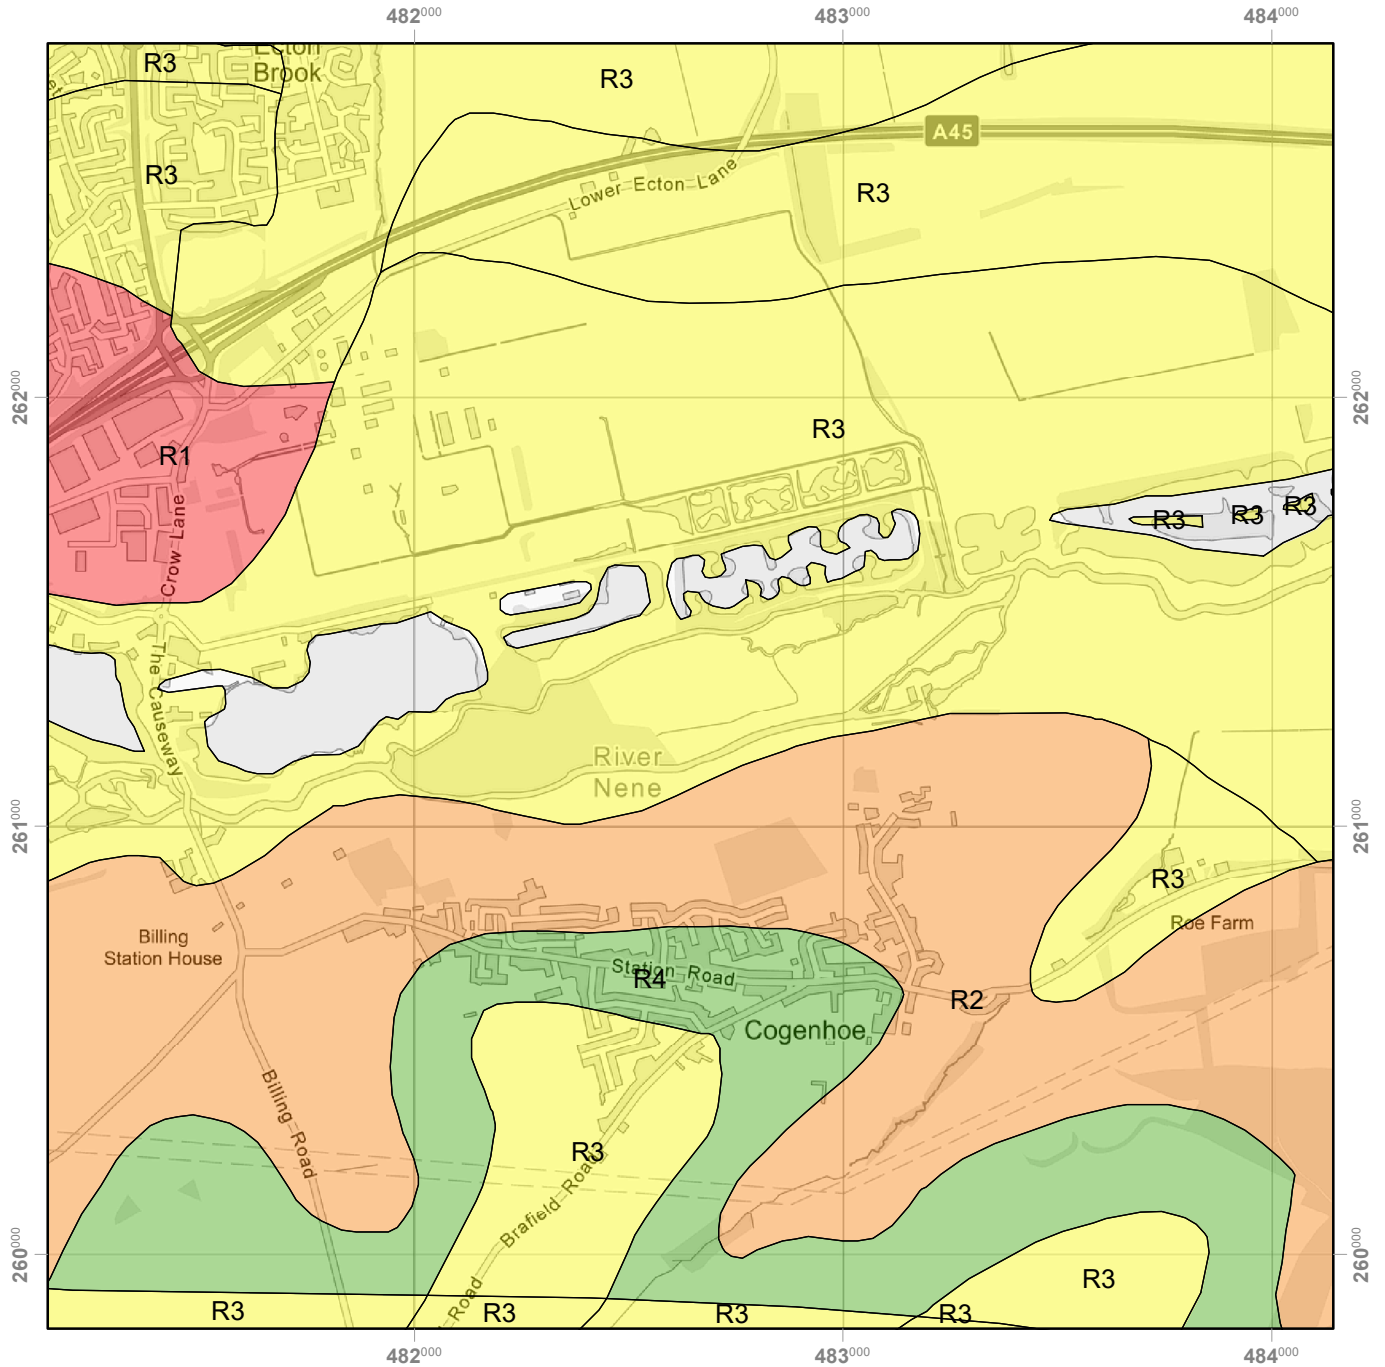 482000 483000 484000
Ecton
Brook
R3
R3
R3
A45
Lower Ecton Lane
R3
262000
262000
R3
R1
Crow Lane
R3
R3
R3
The Causeway
River
Nene
261000
261000
R3
Roe Farm
Billing
Station House
Station Road
R4
R2
Cogenhoe
Billing Road
R3
Brafield Road
260000
260000
R3
R3
Road
R3
R3
R3
482000 483000 484000